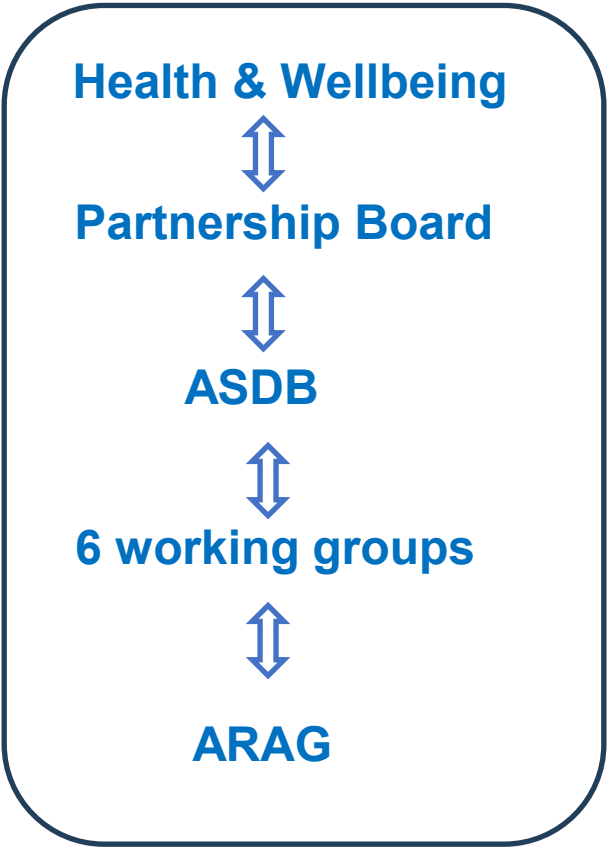 Health & Wellbeing
Partnership Board
ASDB
6 working groups
ARAG